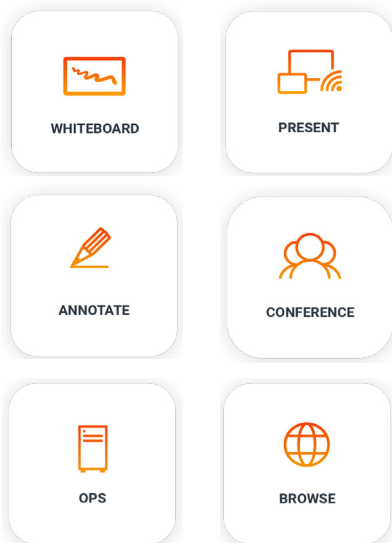 WHITEBOARD
PRESENT
ANNOTATE
CONFERENCE
OPS
BROWSE